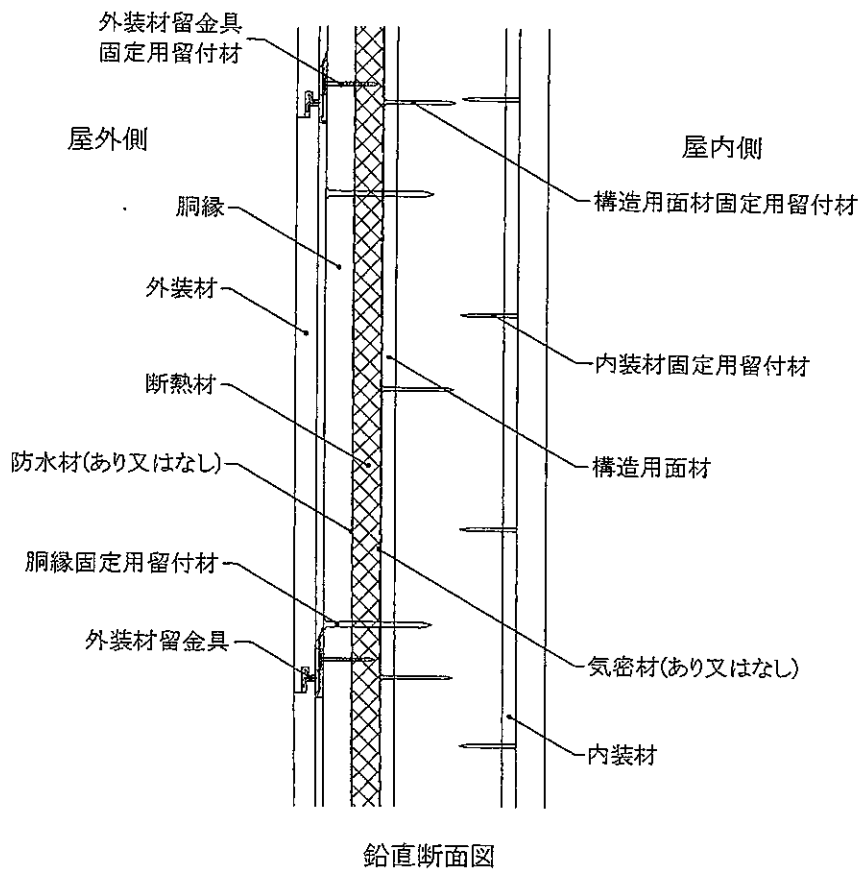 外装材留金具
固定用留付材
屋外側
屋内側
胴縁
構造用面材固定用留付材
外装材
内装材固定用留付材
断熱材
防水材(あり又はなし)
構造用面材
胴縁固定用留付材
外装材留金具
気密材(あり又はなし)
内装材
鉛直断面図